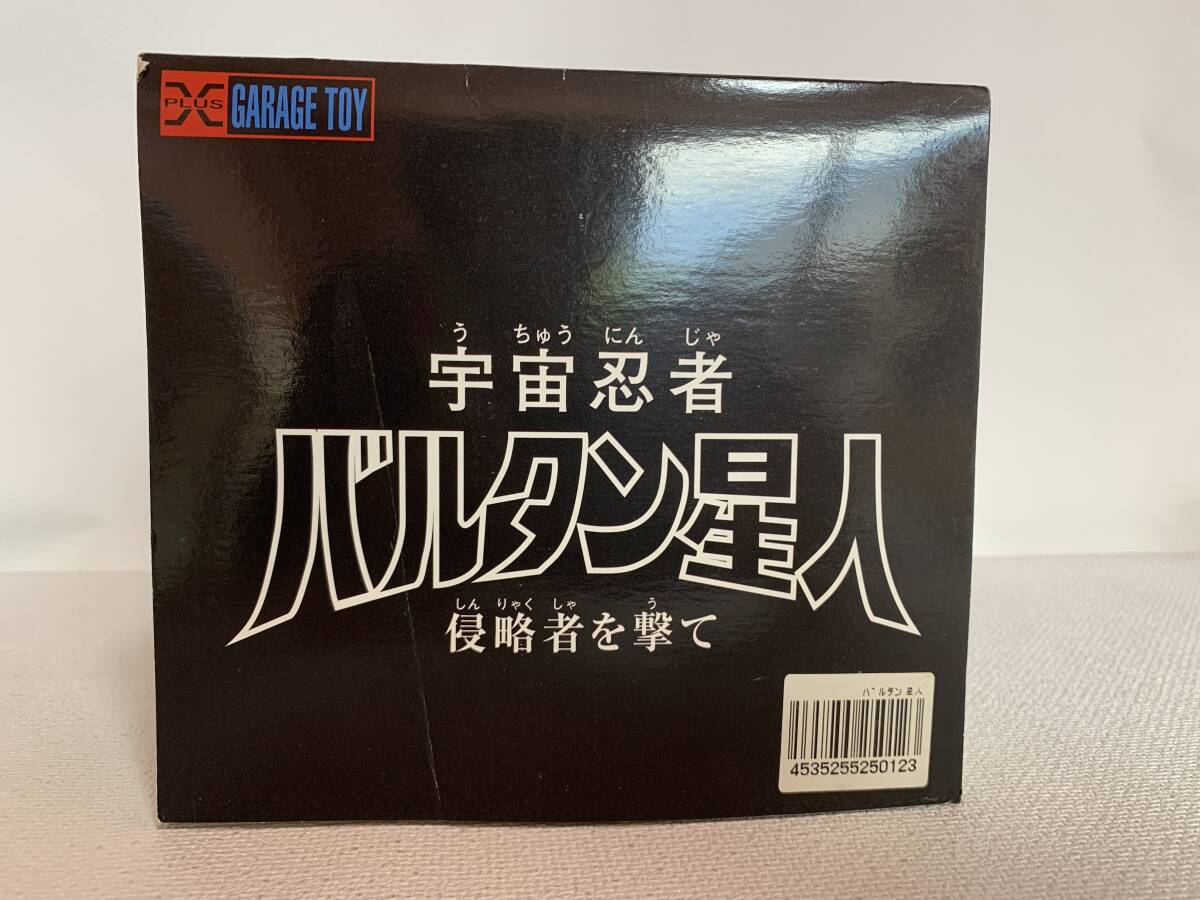 X PLUS GARAGE TOY
う ちゅう にん じゃ
宇宙忍者
バルタン星人
しん りゃく しゃ う
侵略者を撃て
バルタン星人
4535255250123